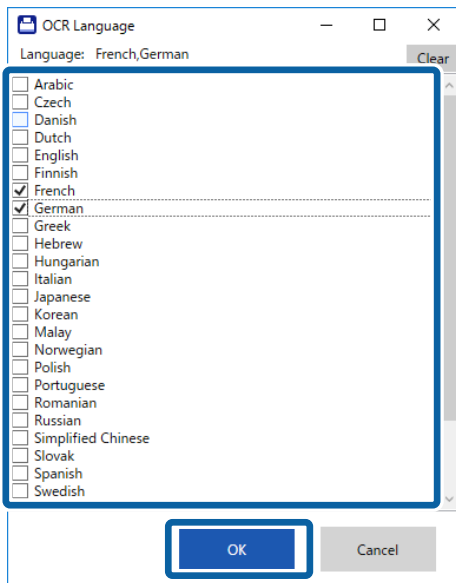 OCR Language
Language: French,German
Clear
Arabic
Czech
Danish
Dutch
English
Finnish
French
German
Greek
Hebrew
Hungarian
Italian
Japanese
Korean
Malay
Norwegian
Polish
Portuguese
Romanian
Russian
Simplified Chinese
Slovak
Spanish
Swedish
OK Cancel